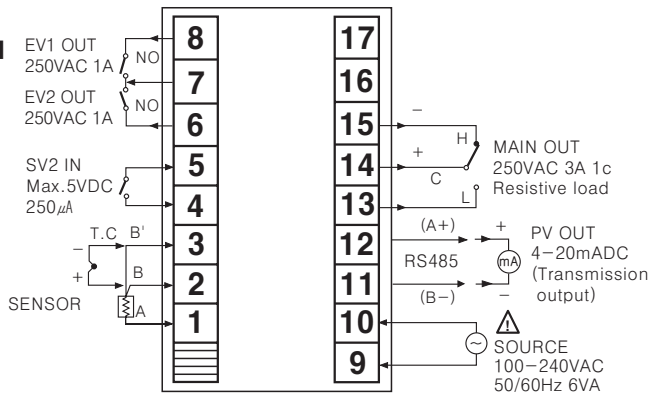 EV1 OUT
250VAC 1A
NO
EV2 OUT
250VAC 1A
NO
SV2 IN
Max.5VDC
250㎂
T.C
B'
−
+
B
A
SENSOR
8
7
6
5
4
3
2
1
17
16
15
14
13
12
11
10
9
−
H
+
C
L
MAIN OUT
250VAC 3A 1c
Resistive load
(A+)
RS485
(B−)
+
mA
−
PV OUT
4−20mADC
(Transmission
output)
SOURCE
100−240VAC
50/60Hz 6VA